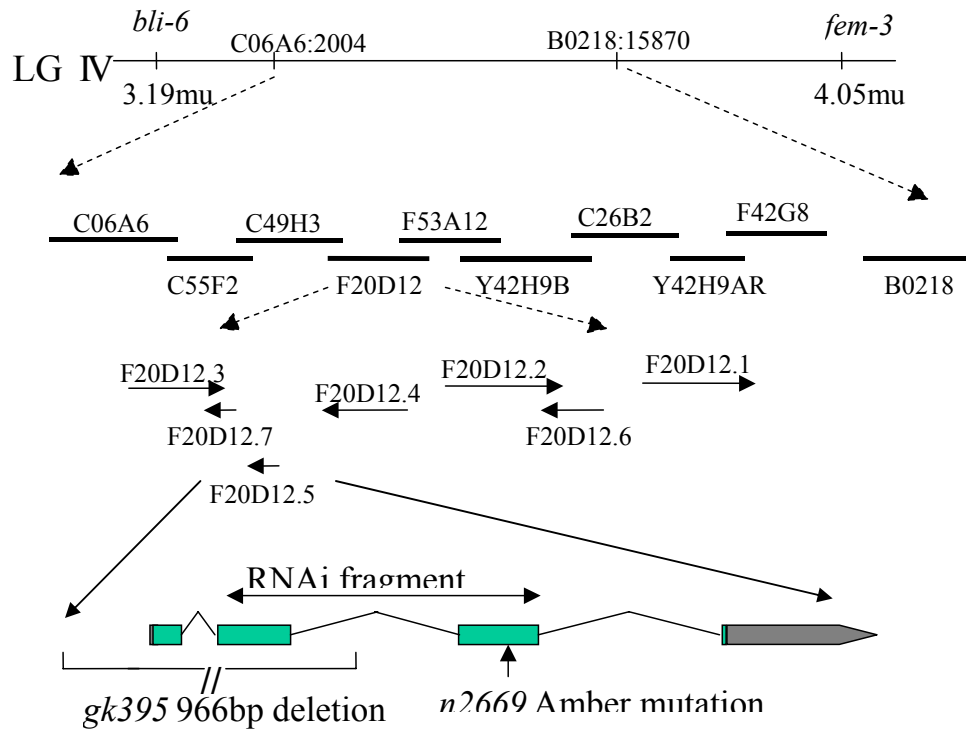 bli-6
C06A6:2004
B0218:15870
fem-3
LG IV
3.19mu
4.05mu
C06A6
C49H3
F53A12
C26B2
F42G8
C55F2
F20D12
Y42H9B
Y42H9AR
B0218
F20D12.3
F20D12.4
F20D12.2
F20D12.1
F20D12.7
F20D12.6
F20D12.5
RNAi fragment
gk395 966bp deletion
n2669 Amber mutation